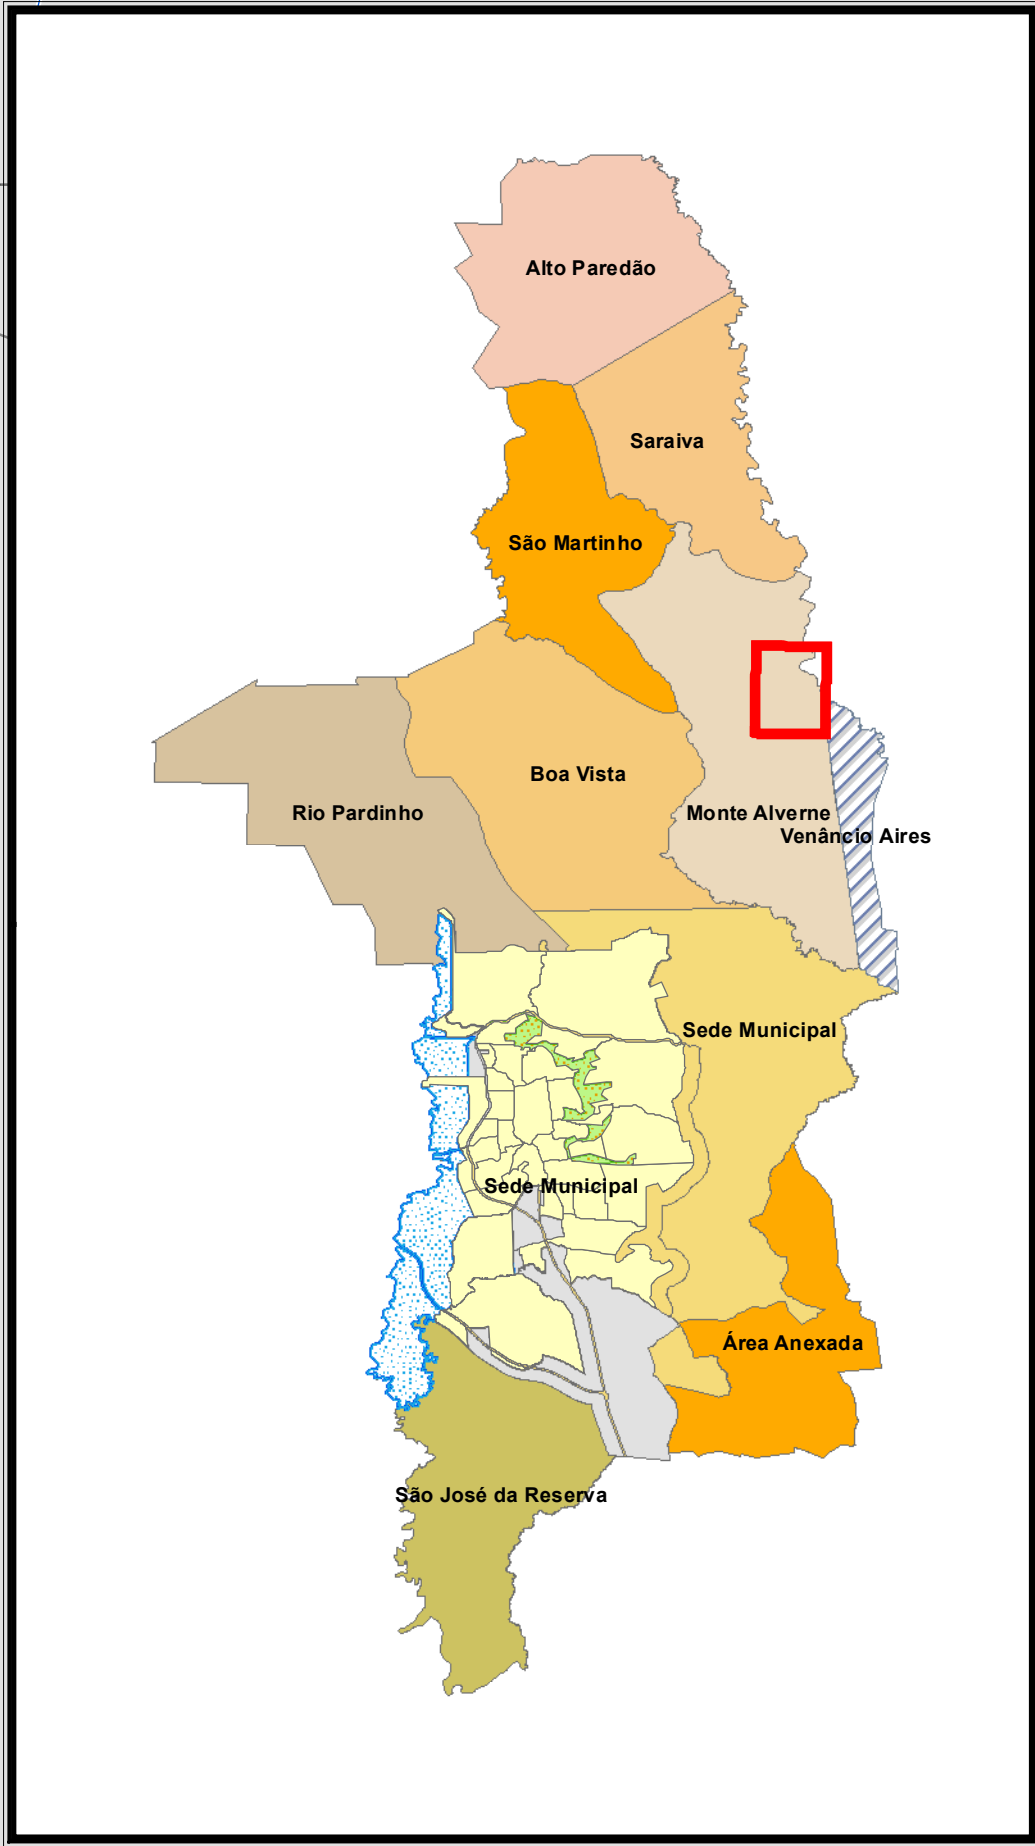 Alto Paredão
Saraiva
São Martinho
Boa Vista
Rio Pardinho
Monte Alverne
Venâncio Aires
Sede Municipal
Sede Municipal
Área Anexada
São José da Reserva